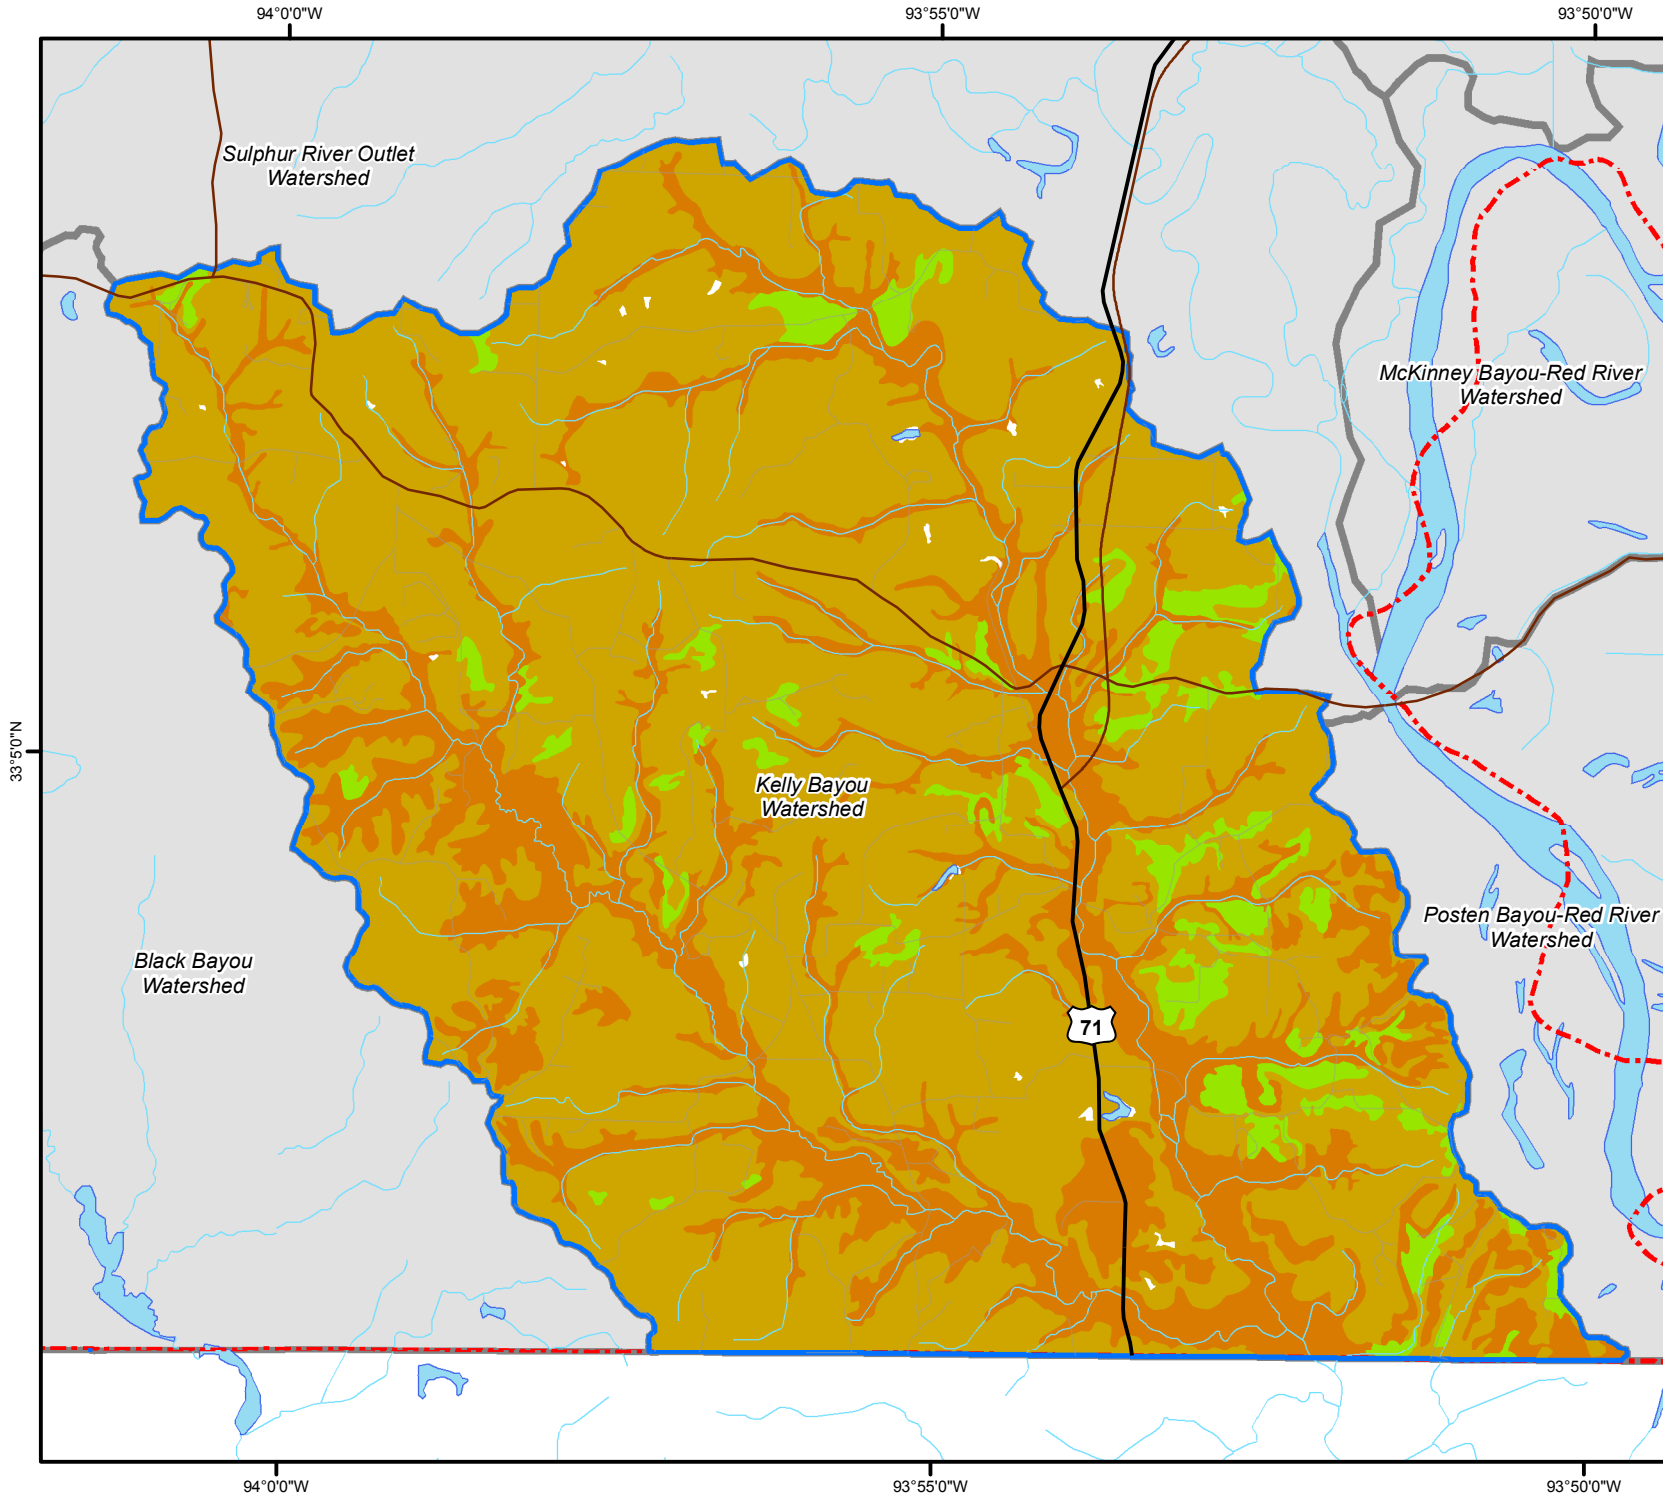 94°0'0"W
93°55'0"W
93°50'0"W
Sulphur River Outlet
Watershed
McKinney Bayou-Red River
Watershed
33°5'0"N
Kelly Bayou
Watershed
Posten Bayou-Red River
Watershed
Black Bayou
Watershed
71
94°0'0"W
93°55'0"W
93°50'0"W